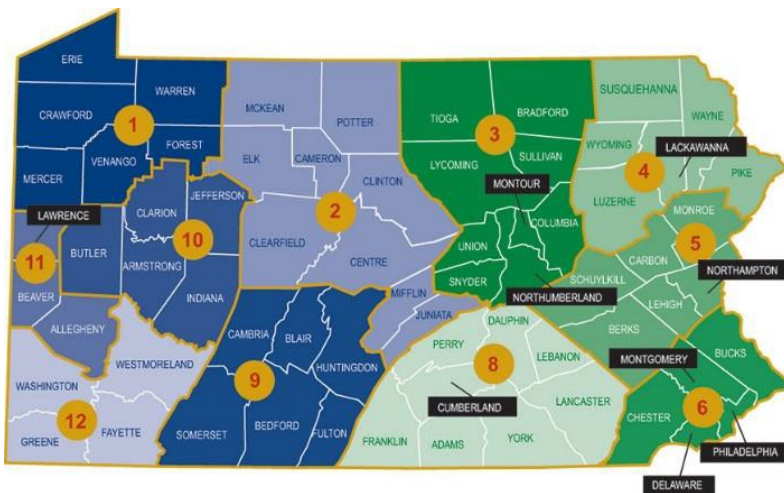 ERIE
WARREN
CRAWFORD
1
FOREST
VENANGO
MERCER
MCKEAN
POTTER
ELK
CAMERON
CLINTON
2
CLEARFIELD
CENTRE
MIFFLIN
JUNIATA
TIOGA
BRADFORD
3
LYCOMING
SULLIVAN
MONTOUR
COLUMBIA
UNION
SNYDER
NORTHUMBERLAND
SUSQUEHANNA
WAYNE
WYOMING
LACKAWANNA
4
PIKE
LUZERNE
MONROE
5
CARBON
NORTHAMPTON
SCHUYLKILL
LEHIGH
BERKS
JEFFERSON
CLARION
10
BUTLER
ARMSTRONG
INDIANA
LAWRENCE
11
BEAVER
ALLEGHENY
WESTMORELAND
WASHINGTON
12
GREENE
FAYETTE
CAMBRIA
BLAIR
HUNTINGDON
9
SOMERSET
BEDFORD
FULTON
DAUPHIN
PERRY
8
LEBANON
CUMBERLAND
LANCASTER
FRANKLIN
ADAMS
YORK
MONTGOMERY
BUCKS
6
CHESTER
PHILADELPHIA
DELAWARE